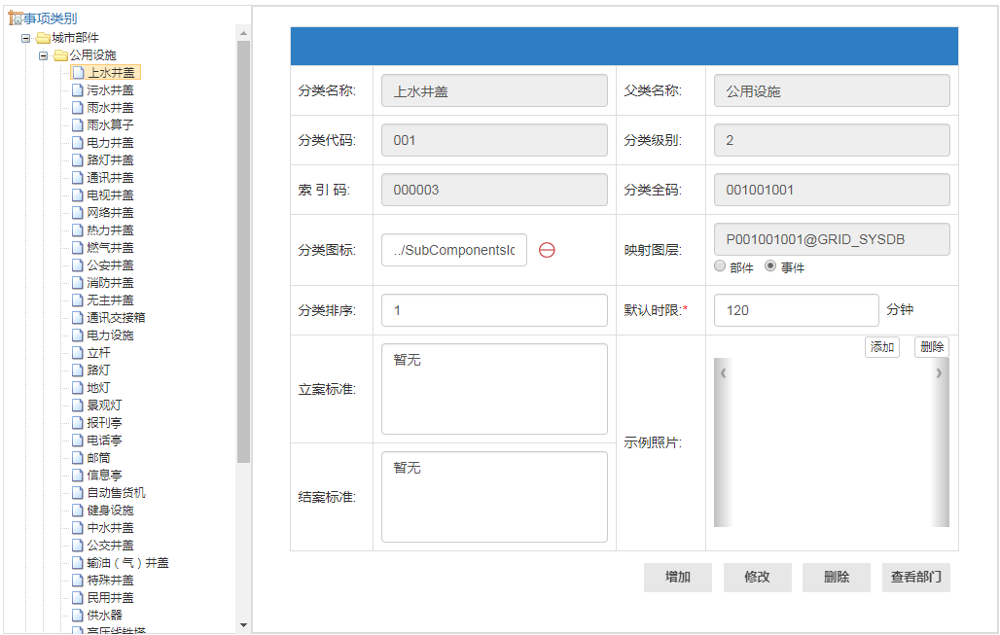 事项类别
城市部件
公用设施
上水井盖
污水井盖
雨水井盖
雨水箅子
电力井盖
路灯井盖
通讯井盖
电视井盖
网络井盖
热力井盖
燃气井盖
公安井盖
消防井盖
无主井盖
通讯交接箱
电力设施
立杆
路灯
地灯
景观灯
报刊亭
电话亭
邮筒
信息亭
自动售货机
健身设施
中水井盖
公交井盖
输油（气）井盖
特殊井盖
民用井盖
供水器
高压线铁塔
分类名称: 上水井盖 父类名称: 公用设施
分类代码: 001 分类级别: 2
索 引 码: 000003 分类全码: 001001001
分类图标: ../SubComponentsIc 映射图层: P001001001@GRID_SYSDB
部件 事件
分类排序: 1 默认时限:* 120 分钟
添加 删除
立案标准: 暂无
示例照片:
结案标准: 暂无
增加 修改 删除 查看部门